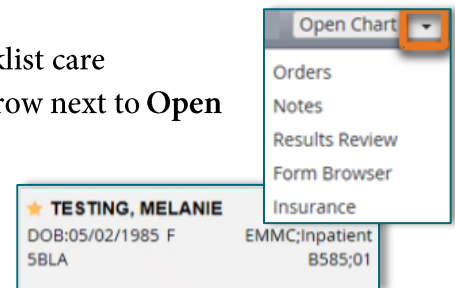 klist care
row next to Open
Open Chart
Orders
Notes
Results Review
Form Browser
Insurance
TESTING, MELANIE
DOB:05/02/1985 F EMMC;Inpatient
5BLA B585;01